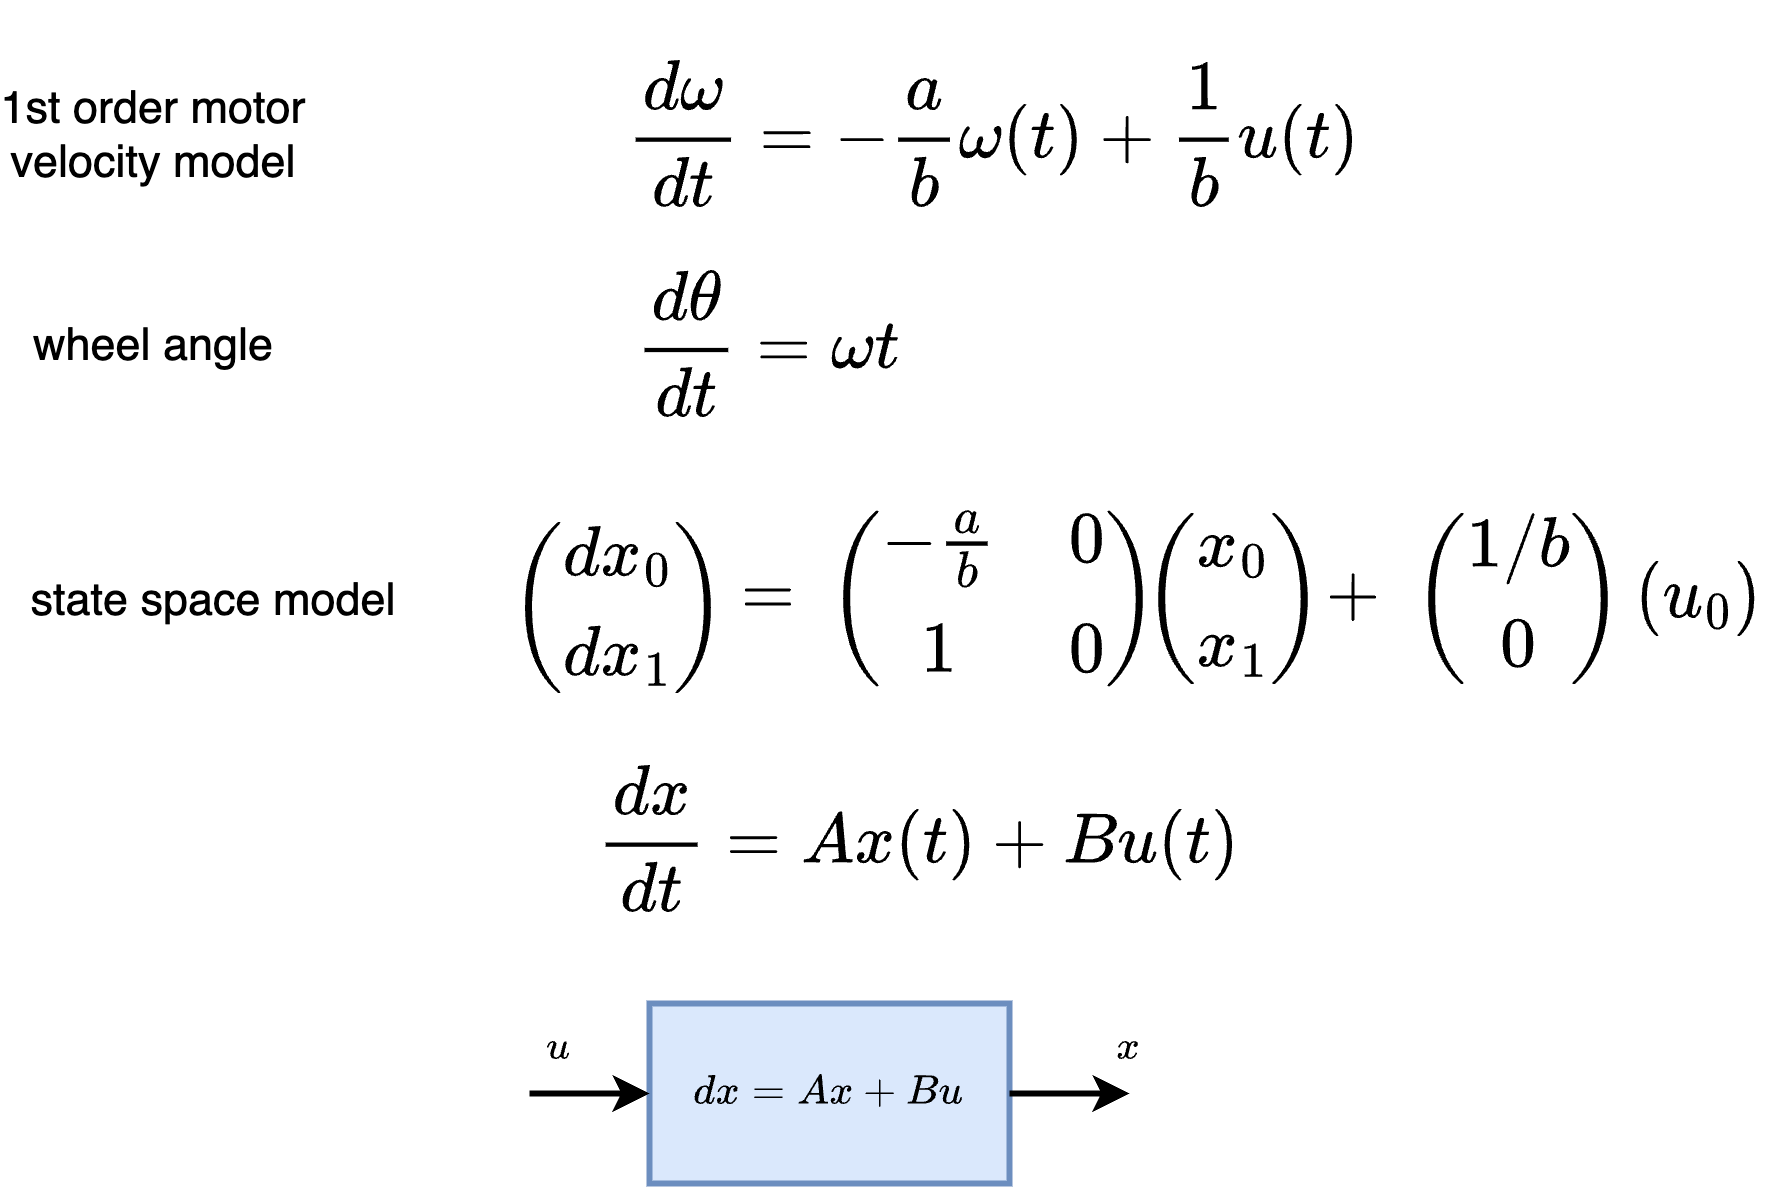 1st order motor
velocity model
dω/dt = −a/b ω(t) + 1/b u(t)
wheel angle
dθ/dt = ωt
state space model
(dx₀ dx₁) = (−a/b 0 1 0)(x₀ x₁) + (1/b 0)(u₀)
dx/dt = Ax(t) + Bu(t)
u
x
dx = Ax + Bu